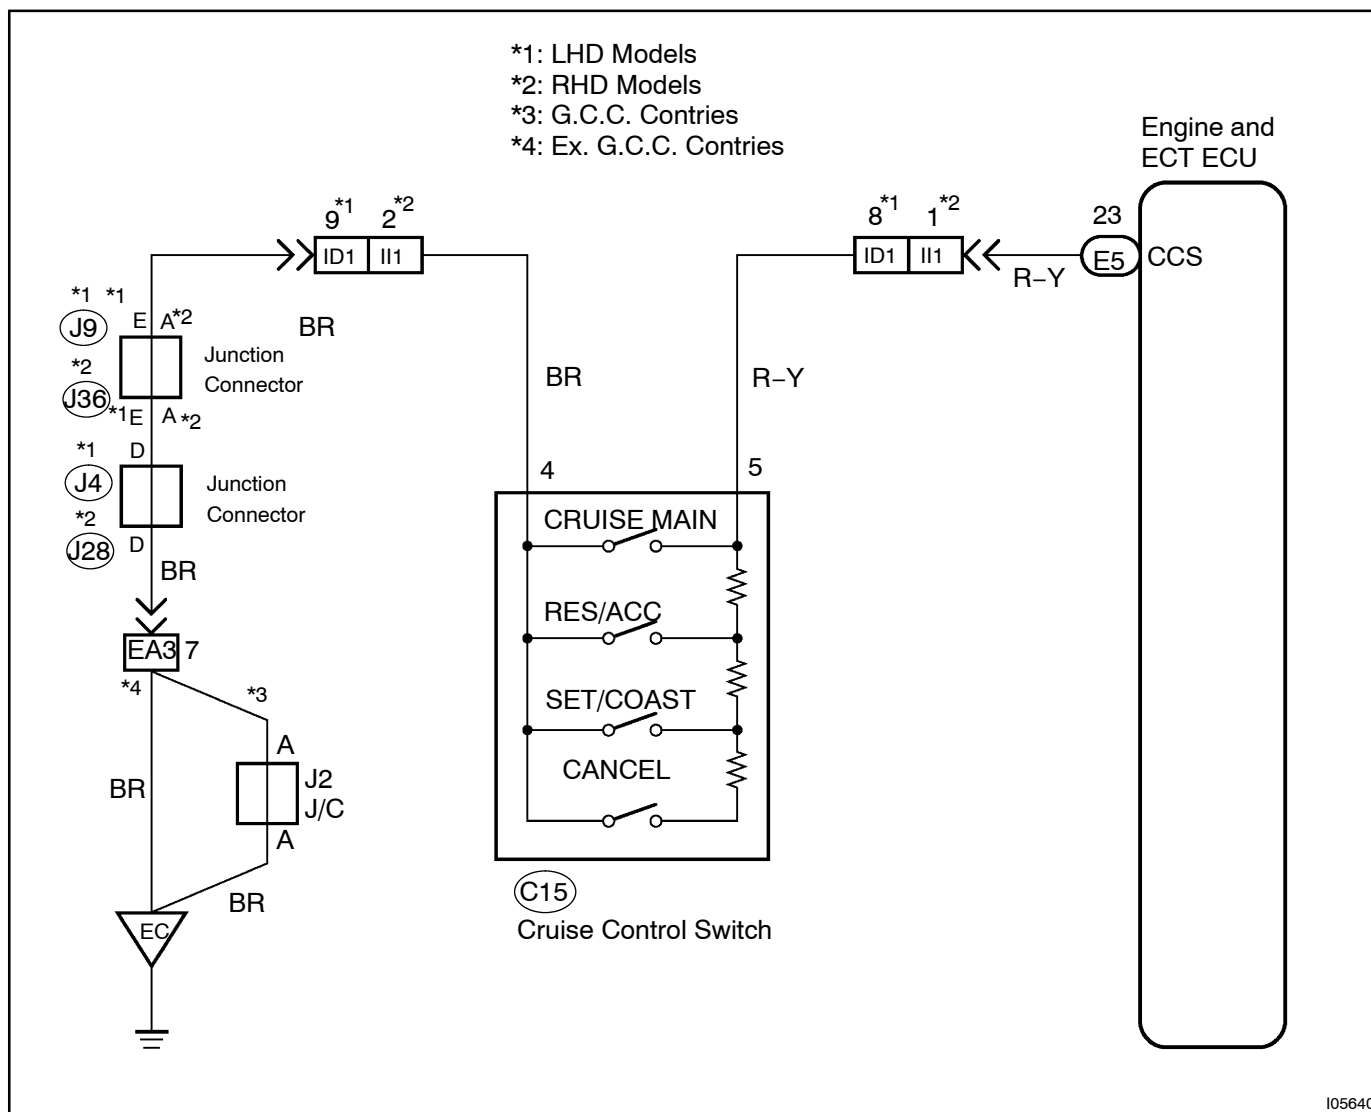 *1: LHD Models
*2: RHD Models
*3: G.C.C. Contries
*4: Ex. G.C.C. Contries
Engine and
ECT ECU
9*1 2*2
ID1 II1
8*1 1*2
ID1 II1
R-Y
23
E5 CCS
*1 *1
J9 E A*2
BR
Junction
Connector
*2
J36 *1E A *2
BR
R-Y
*1 D
J4
Junction
Connector
*2
J28 D
BR
EA3 7
*4 *3
A
J2
J/C
A
BR
BR
EC
4 5
CRUISE MAIN
RES/ACC
SET/COAST
CANCEL
C15
Cruise Control Switch
I05640